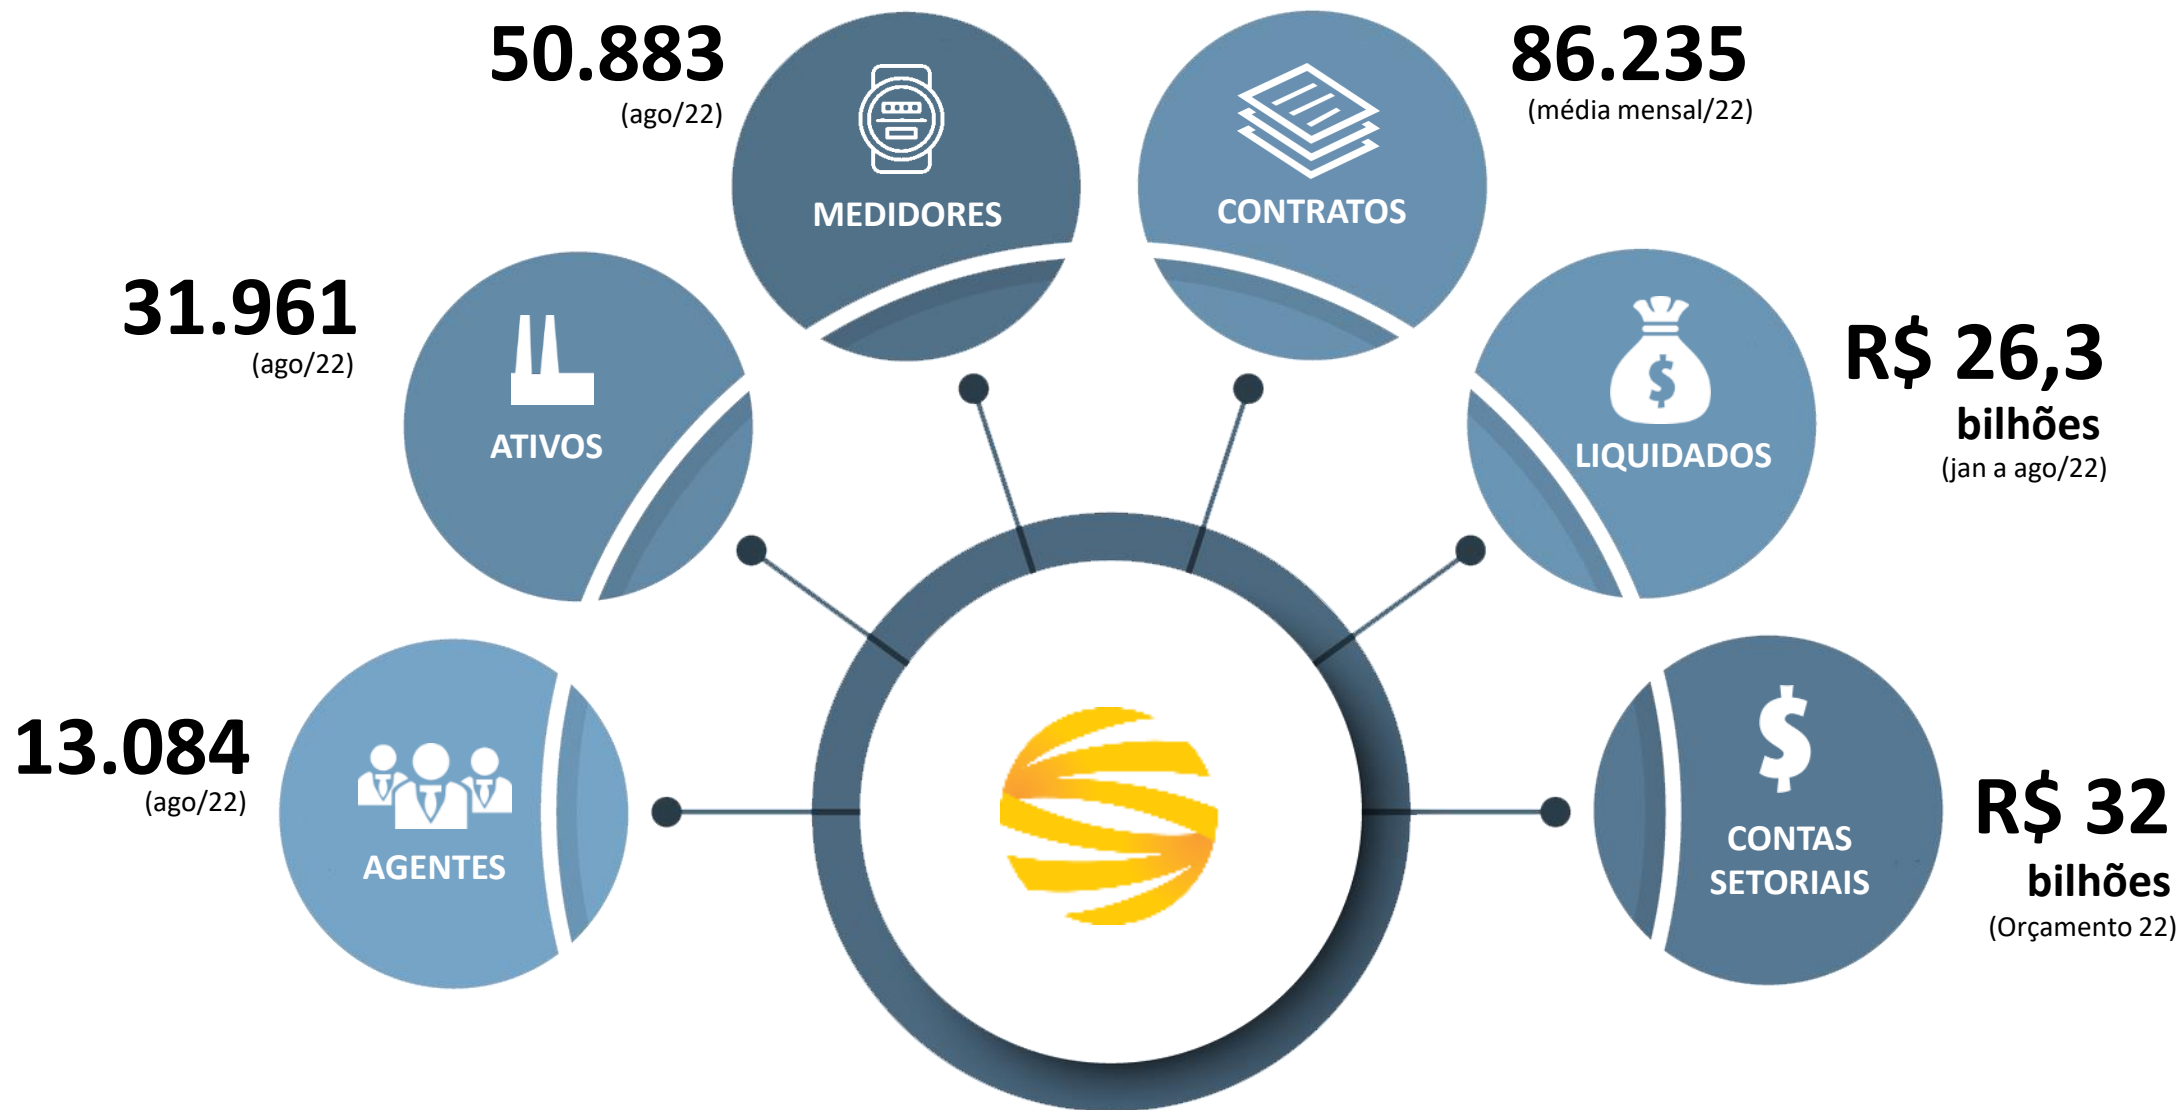 13.084
(ago/22)
AGENTES
31.961
(ago/22)
ATIVOS
50.883
(ago/22)
MEDIDORES
86.235
(média mensal/22)
CONTRATOS
R$ 26,3
bilhões
(jan a ago/22)
LIQUIDADOS
R$ 32
bilhões
(Orçamento 22)
CONTAS
SETORIAIS